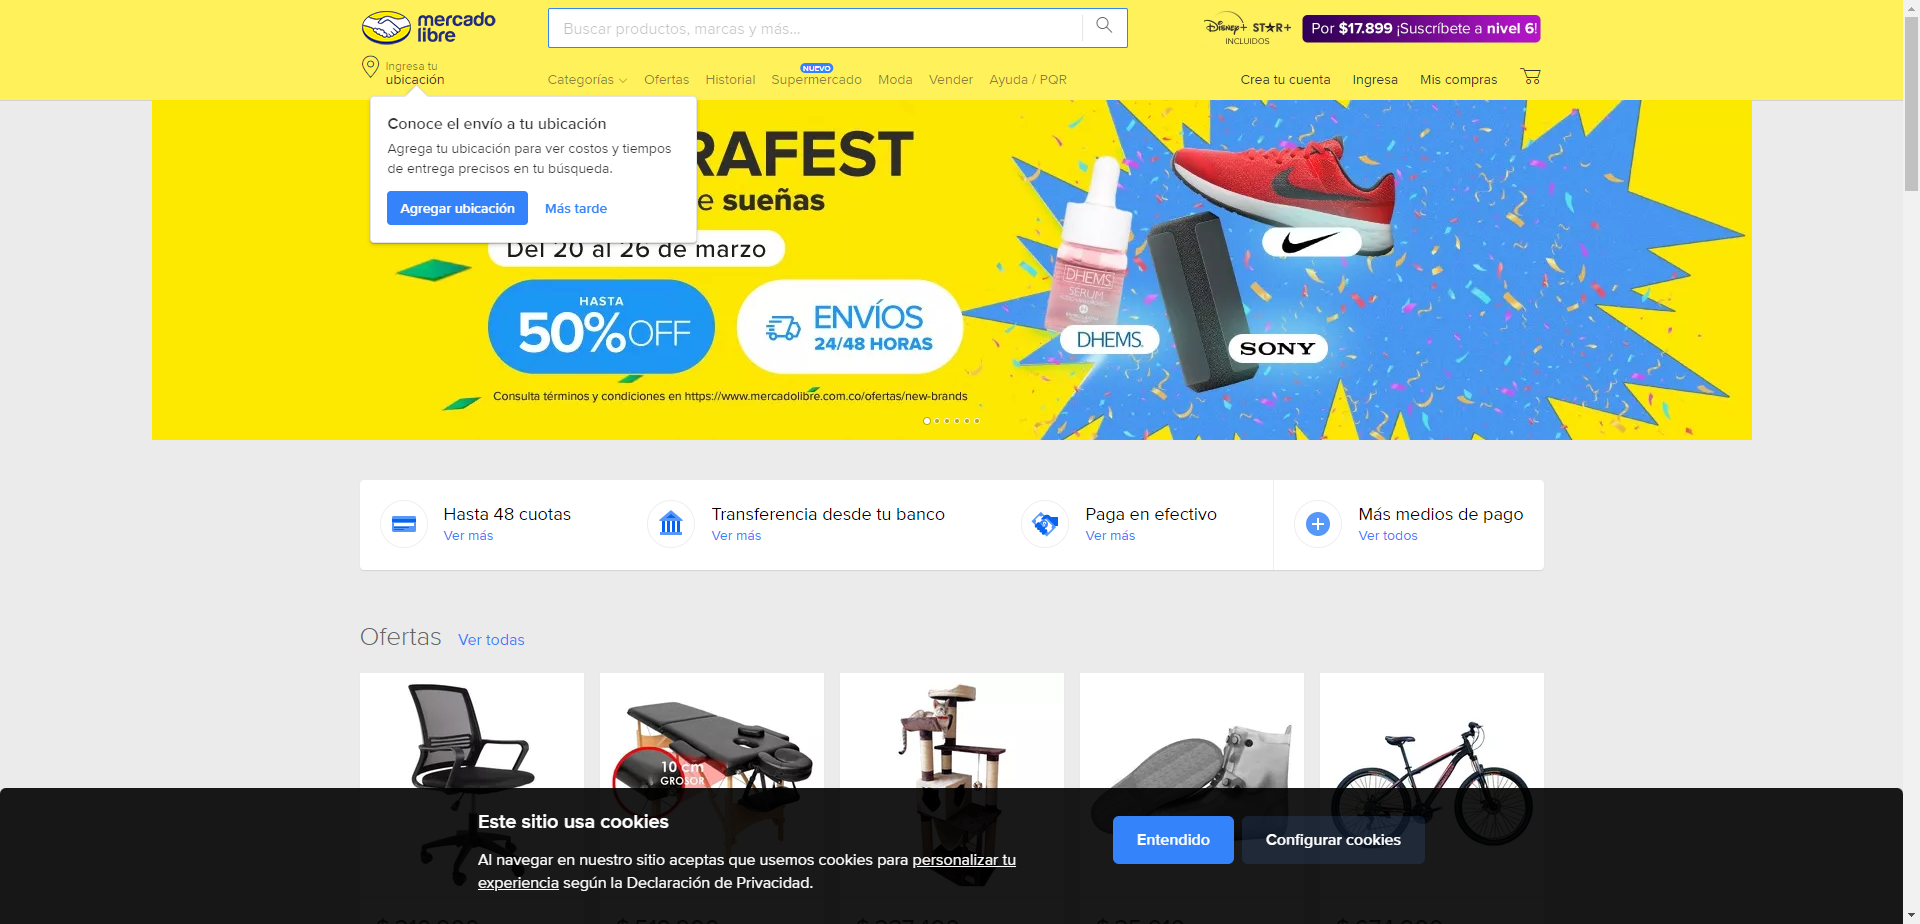 mercado
libre
Buscar productos, marcas y más...
Disney+ STAR+
INCLUIDOS
Por $17.899 ¡Suscríbete a nivel 6!
Ingresa tu
ubicación
NUEVO
Categorías Ofertas Historial Supermercado Moda Vender Ayuda / PQR
Crea tu cuenta Ingresa Mis compras
Conoce el envío a tu ubicación
Agrega tu ubicación para ver costos y tiempos
de entrega precisos en tu búsqueda.
Agregar ubicación Más tarde
RAFEST
e sueñas
Del 20 al 26 de marzo
HASTA
50% OFF
ENVÍOS
24/48 HORAS
Consulta términos y condiciones en https://www.mercadolibre.com.co/ofertas/new-brands
DHEMS
SERUM
DHEMS.
SONY
Hasta 48 cuotas
Ver más
Transferencia desde tu banco
Ver más
Paga en efectivo
Ver más
Más medios de pago
Ver todos
Ofertas Ver todas
10 cm
GROSOR
Este sitio usa cookies
Al navegar en nuestro sitio aceptas que usemos cookies para personalizar tu
experiencia según la Declaración de Privacidad.
Entendido Configurar cookies